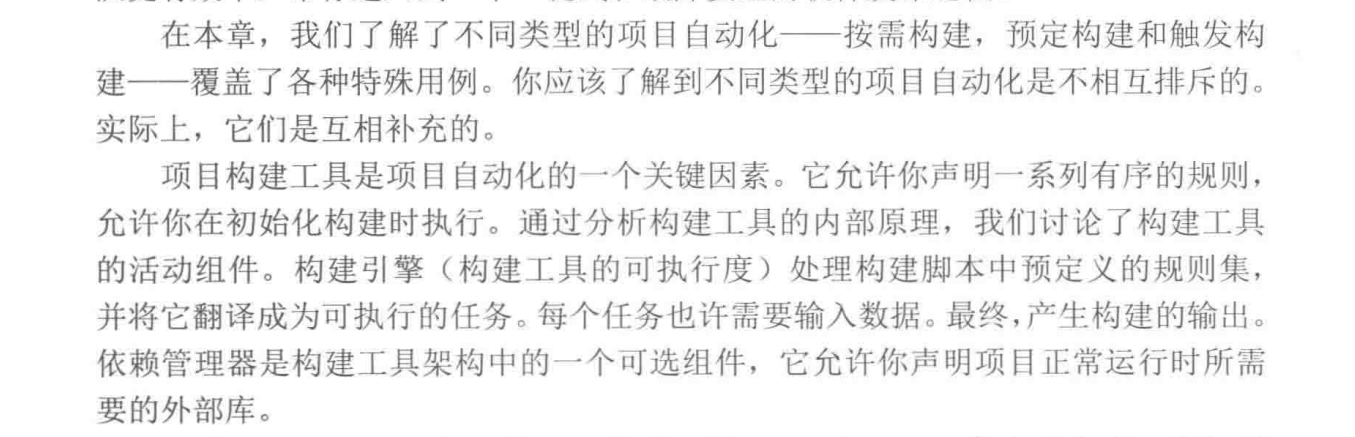 在本章，我们了解了不同类型的项目自动化——按需构建，预定构建和触发构
建——覆盖了各种特殊用例。你应该了解到不同类型的项目自动化是不相互排斥的。
实际上，它们是互相补充的。
项目构建工具是项目自动化的一个关键因素。它允许你声明一系列有序的规则，
允许你在初始化构建时执行。通过分析构建工具的内部原理，我们讨论了构建工具
的活动组件。构建引擎（构建工具的可执行度）处理构建脚本中预定义的规则集，
并将它翻译成为可执行的任务。每个任务也许需要输入数据。最终，产生构建的输出。
依赖管理器是构建工具架构中的一个可选组件，它允许你声明项目正常运行时所需
要的外部库。